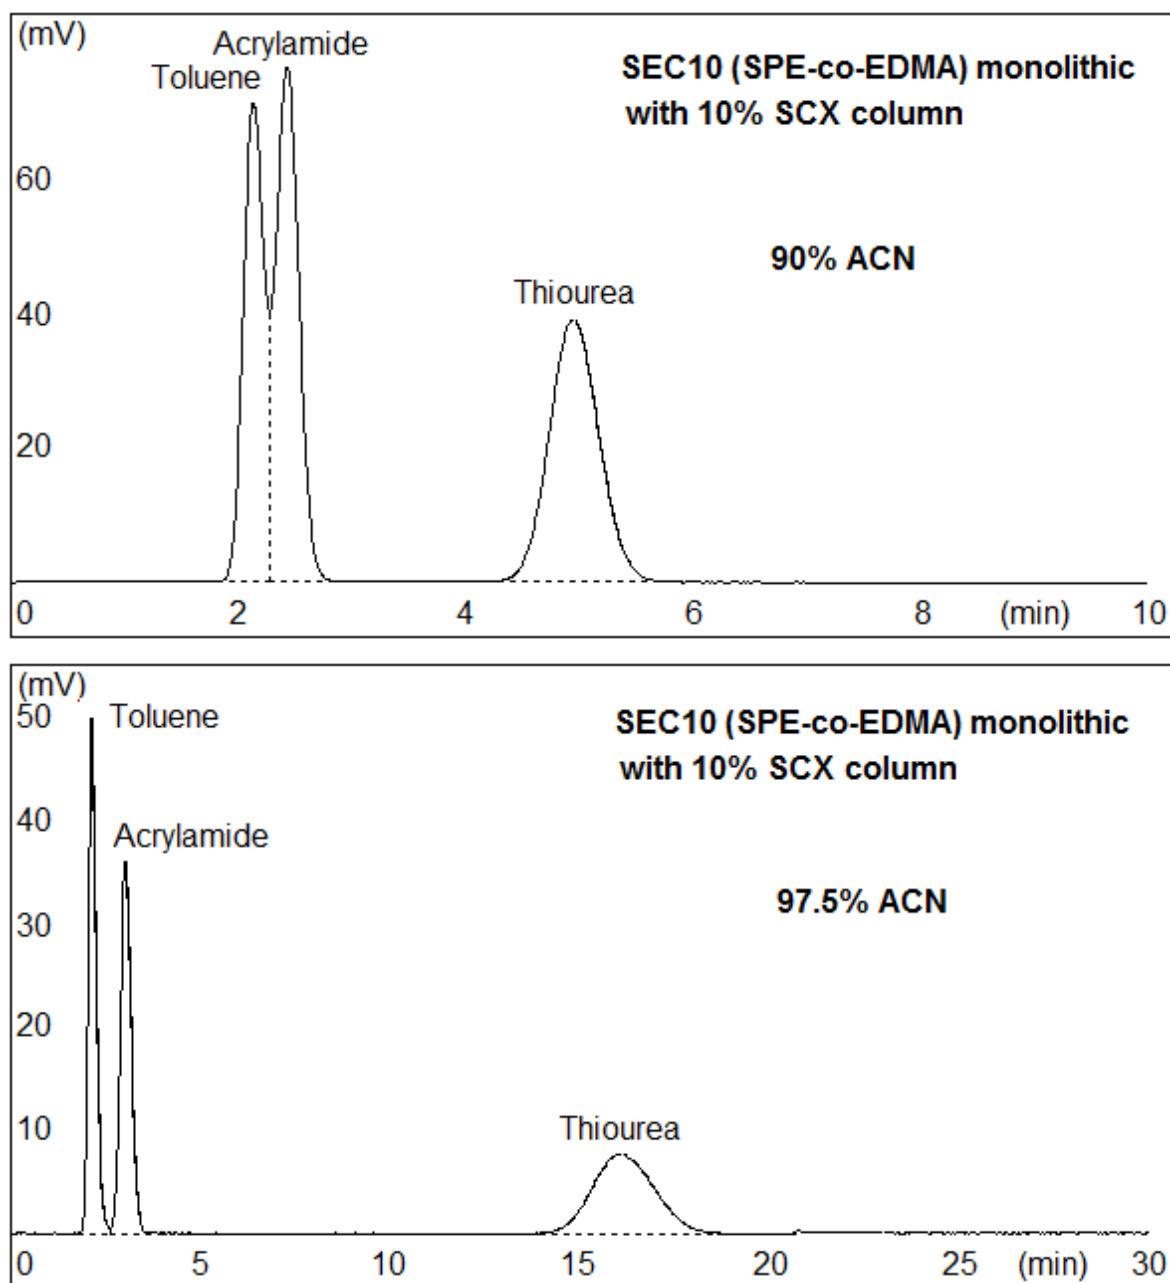 (mV)
Acrylamide
Toluene
SEC10 (SPE-co-EDMA) monolithic
with 10% SCX column
60
90% ACN
Thiourea
40
20
0 2 4 6 8 (min) 10
(mV)
50 Toluene
SEC10 (SPE-co-EDMA) monolithic
with 10% SCX column
40
Acrylamide
97.5% ACN
30
20
10
Thiourea
0 5 10 15 20 25 (min) 30